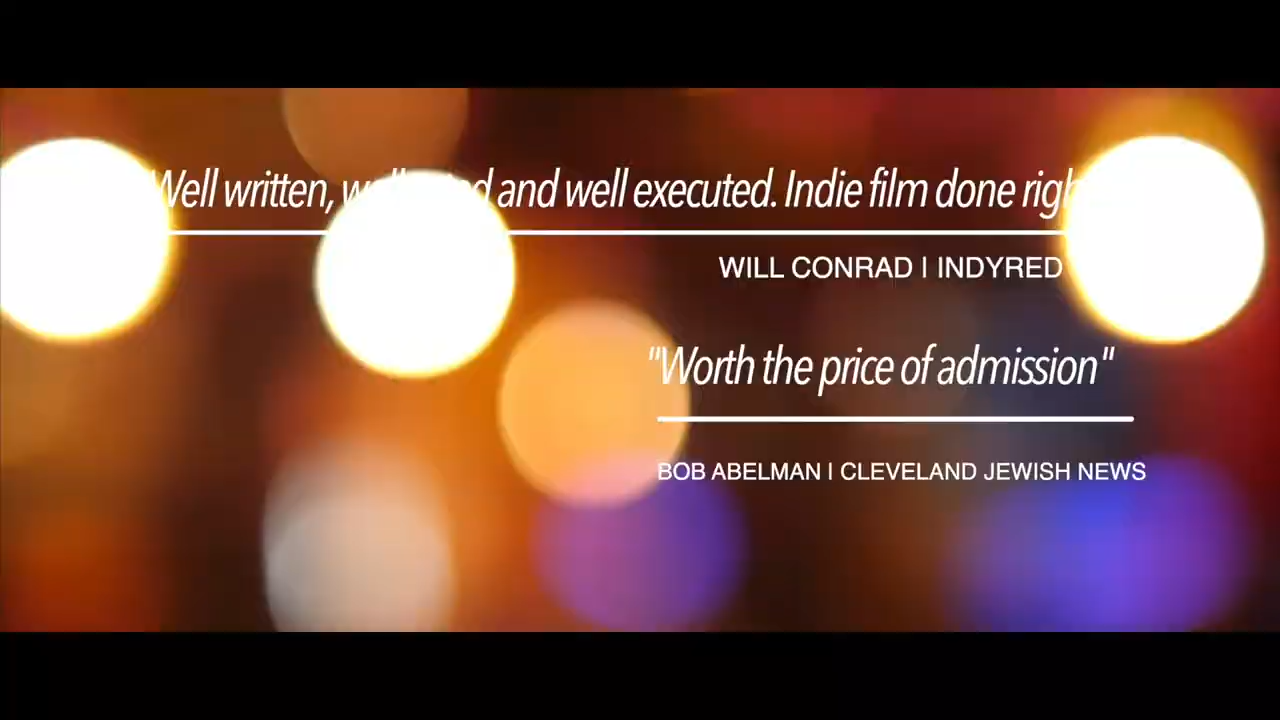 Well written, and well executed. Indie film done
WILL CONRAD | INDYRED
"Worth the price of admission"
BOB ABELMAN | CLEVELAND JEWISH NEWS